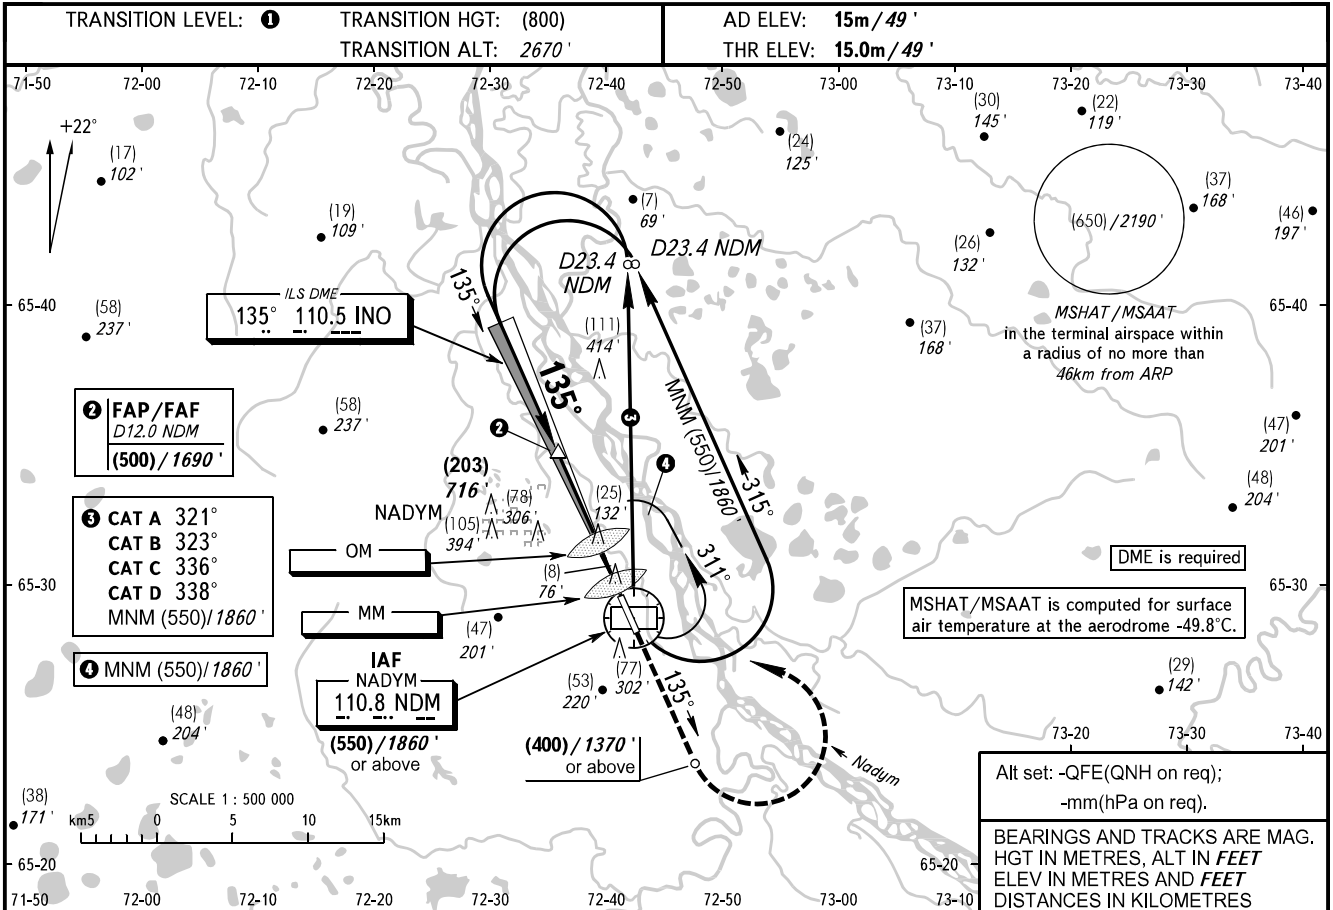 TRANSITION LEVEL: ❶ TRANSITION HGT: (800)
TRANSITION ALT: 2670 '
AD ELEV: 15m/49 '
THR ELEV: 15.0m/49 '
71-50 72-00 72-10 72-20 72-30 72-40 72-50 73-00 73-10 73-20 73-30 73-40
+22°
(17)
102 '
(19)
109 '
(58)
237 '
(58)
237 '
(7)
69 '
(24)
125 '
(30)
145 '
(22)
119 '
(37)
168 '
(46)
197 '
(26)
132 '
(650)/2190 '
MSHAT/MSAAT
in the terminal airspace within
a radius of no more than
46km from ARP
65-40
65-40
D23.4
NDM
D23.4 NDM
135°
ILS DME
135° 110.5 INO
(111)
414 '
(37)
168 '
135°
❷ FAP/FAF
D12.0 NDM
(500)/1690 '
❷
❸
❹
MNM (550)/1860 '
315°
311°
(47)
201 '
(48)
204 '
(203)
716 '
NADYM
(78)
306 '
(105)
394 '
(25)
132 '
❸ CAT A 321°
CAT B 323°
CAT C 336°
CAT D 338°
MNM (550)/1860 '
OM
(8)
76 '
MM
DME is required
65-30
65-30
MSHAT/MSAAT is computed for surface
air temperature at the aerodrome -49.8°C.
(47)
201 '
❹ MNM (550)/1860 '
IAF
NADYM
110.8 NDM
(550)/1860 '
or above
(53)
220 '
(77)
302 '
135°
(29)
142 '
(48)
204 '
(400)/1370 '
or above
Nadym
73-20 73-30 73-40
(38)
171 '
SCALE 1 : 500 000
km5 0 5 10 15km
Alt set: -QFE(QNH on req);
-mm(hPa on req).
BEARINGS AND TRACKS ARE MAG.
HGT IN METRES, ALT IN FEET
ELEV IN METRES AND FEET
DISTANCES IN KILOMETRES
65-20
65-20
71-50 72-00 72-10 72-20 72-30 72-40 72-50 73-00 73-10